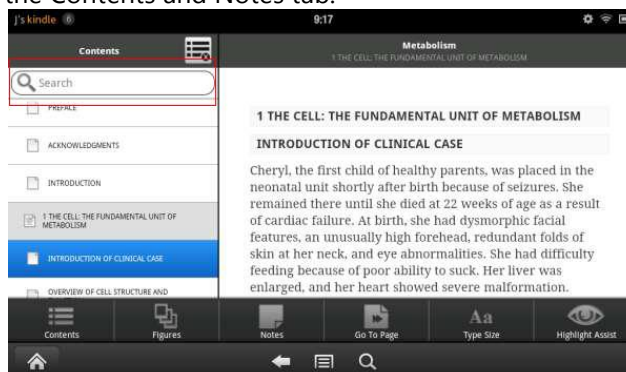 the Contents and Notes tab.
j's kindle 6
9:17
Contents
Metabolism
1 THE CELL: THE FUNDAMENTAL UNIT OF METABOLISM
Search
PREFACE
ACKNOWLEDGMENTS
INTRODUCTION
1 THE CELL: THE FUNDAMENTAL UNIT OF
METABOLISM
INTRODUCTION OF CLINICAL CASE
OVERVIEW OF CELL STRUCTURE AND
1 THE CELL: THE FUNDAMENTAL UNIT OF METABOLISM
INTRODUCTION OF CLINICAL CASE
Cheryl, the first child of healthy parents, was placed in the
neonatal unit shortly after birth because of seizures. She
remained there until she died at 22 weeks of age as a result
of cardiac failure. At birth, she had dysmorphic facial
features, an unusually high forehead, redundant folds of
skin at her neck, and eye abnormalities. She had difficulty
feeding because of poor ability to suck. Her liver was
enlarged, and her heart showed severe malformation.
Contents
Figures
Notes
Go To Page
Aa
Type Size
Highlight Assist